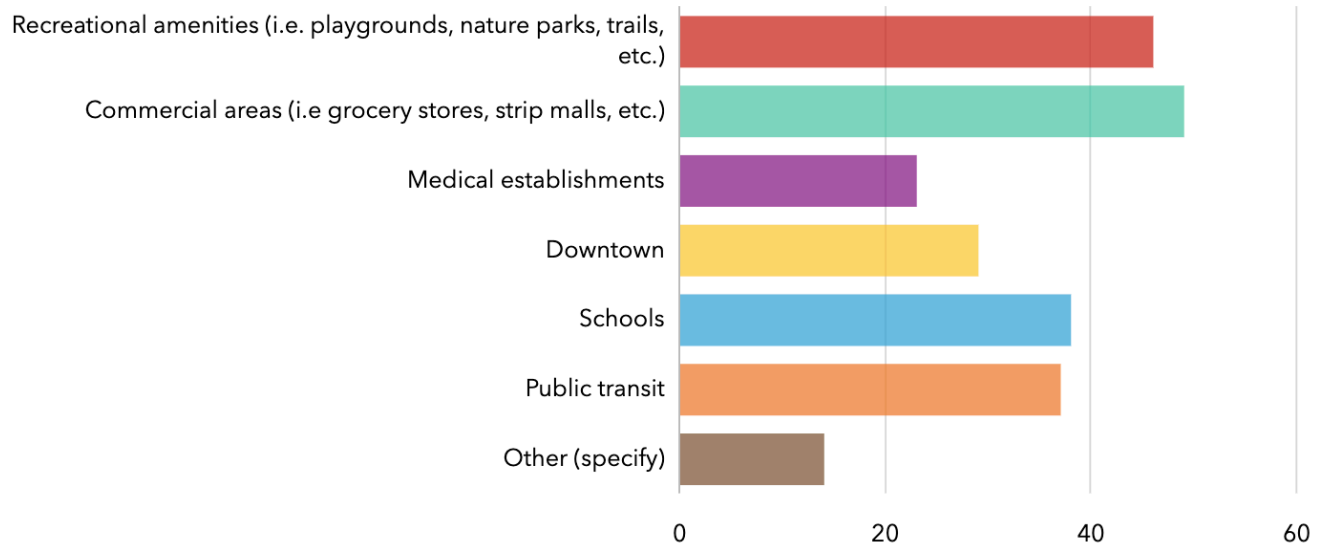 Recreational amenities (i.e. playgrounds, nature parks, trails,
etc.)
Commercial areas (i.e grocery stores, strip malls, etc.)
Medical establishments
Downtown
Schools
Public transit
Other (specify)
0 20 40 60